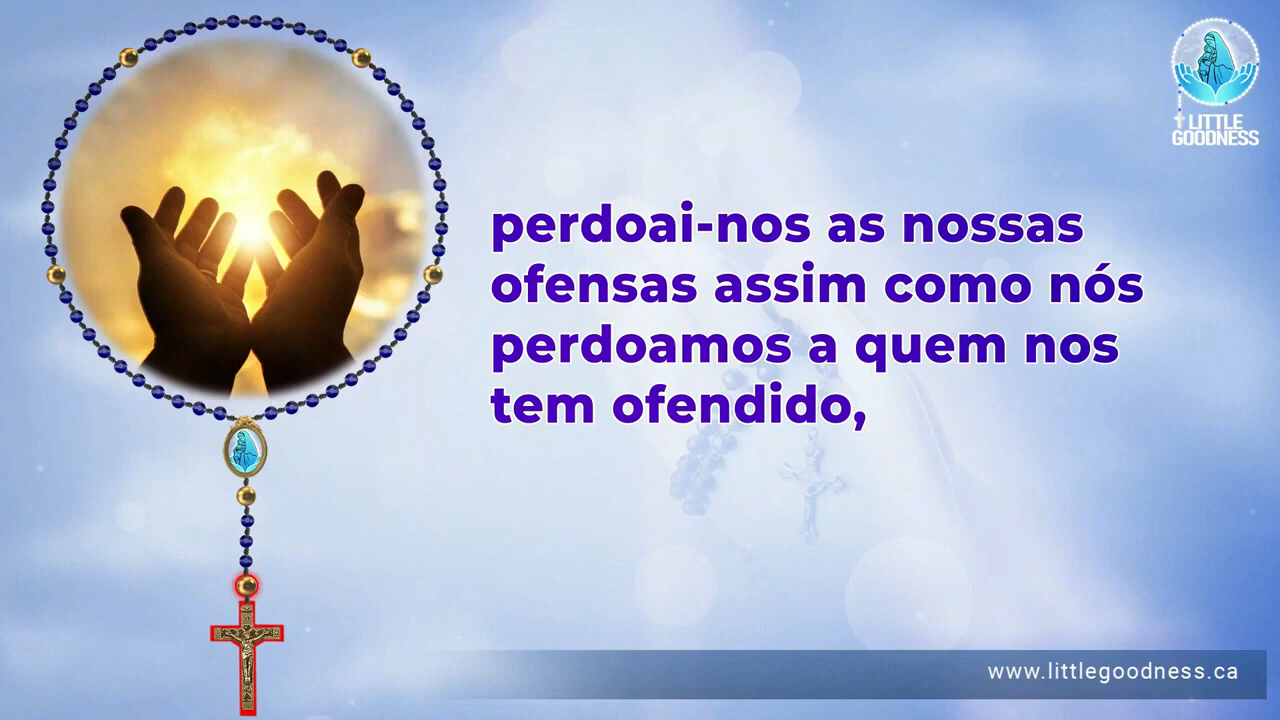 LITTLE
GOODNESS
perdoai-nos as nossas
ofensas assim como nós
perdoamos a quem nos
tem ofendido,
www.littlegoodness.ca